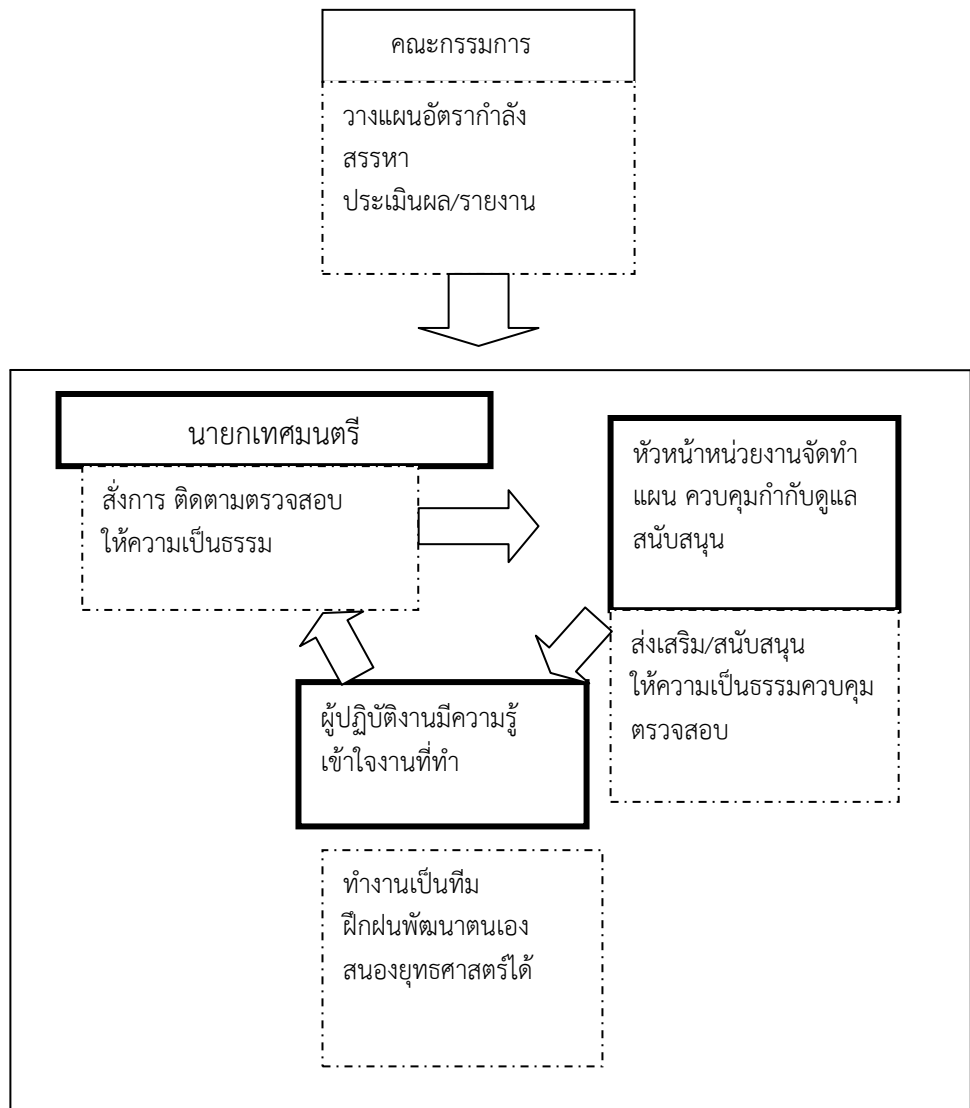 คณะกรรมการ
วางแผนอัตรากำลัง
สรรหา
ประเมินผล/รายงาน
นายกเทศมนตรี
สั่งการ ติดตามตรวจสอบ
ให้ความเป็นธรรม
หัวหน้าหน่วยงานจัดทำ
แผน ควบคุมกำกับดูแล
สนับสนุน
ส่งเสริม/สนับสนุน
ให้ความเป็นธรรมควบคุม
ตรวจสอบ
ผู้ปฏิบัติงานมีความรู้
เข้าใจงานที่ทำ
ทำงานเป็นทีม
ฝึกฝนพัฒนาตนเอง
สนองยุทธศาสตร์ได้